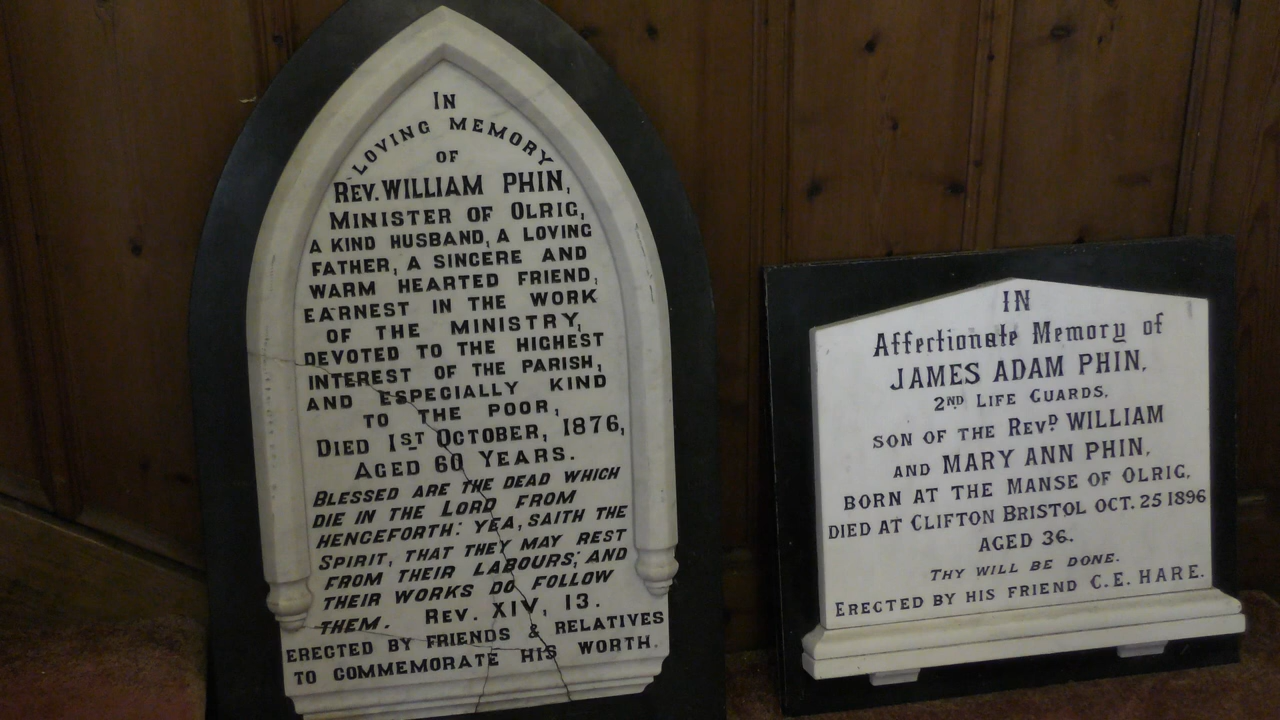 IN
LOVING MEMORY
OF
REV. WILLIAM PHIN,
MINISTER OF OLRIG,
A KIND HUSBAND, A LOVING
FATHER, A SINCERE AND
WARM HEARTED FRIEND,
EARNEST IN THE WORK
OF THE MINISTRY,
DEVOTED TO THE HIGHEST
INTEREST OF THE PARISH,
AND ESPECIALLY KIND
TO THE POOR,
DIED 1ST OCTOBER, 1876,
AGED 60 YEARS.
BLESSED ARE THE DEAD WHICH
DIE IN THE LORD FROM
HENCEFORTH: YEA, SAITH THE
SPIRIT, THAT THEY MAY REST
FROM THEIR LABOURS; AND
THEIR WORKS DO FOLLOW
THEM. REV. XIV, 13.
ERECTED BY FRIENDS & RELATIVES
TO COMMEMORATE HIS WORTH.
IN
Affectionate Memory of
JAMES ADAM PHIN,
2ND LIFE GUARDS,
SON OF THE REVD WILLIAM
AND MARY ANN PHIN,
BORN AT THE MANSE OF OLRIG,
DIED AT CLIFTON BRISTOL OCT. 25 1896
AGED 36.
THY WILL BE DONE.
ERECTED BY HIS FRIEND C.E. HARE.